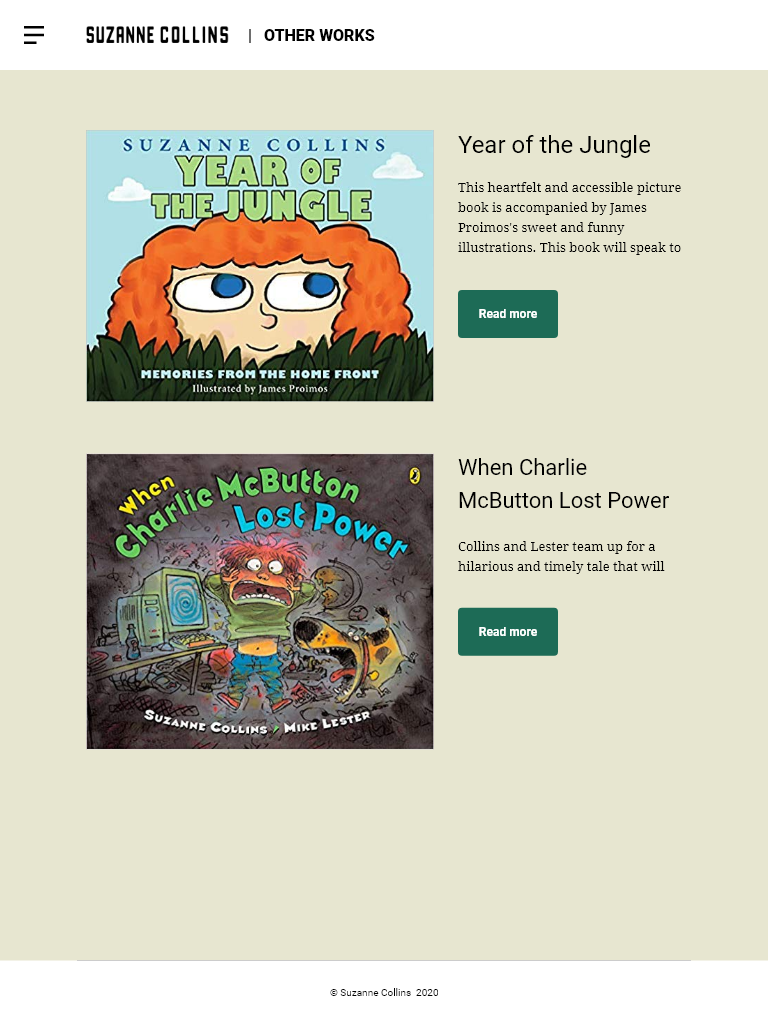 SUZANNE COLLINS | OTHER WORKS
SUZANNE COLLINS
YEAR OF
THE JUNGLE
MEMORIES FROM THE HOME FRONT
Illustrated by James Proimos
Year of the Jungle
This heartfelt and accessible picture
book is accompanied by James
Proimos's sweet and funny
illustrations. This book will speak to
Read more
When
Charlie McButton
Lost Power
SUZANNE COLLINS MIKE LESTER
When Charlie
McButton Lost Power
Collins and Lester team up for a
hilarious and timely tale that will
Read more
© Suzanne Collins 2020